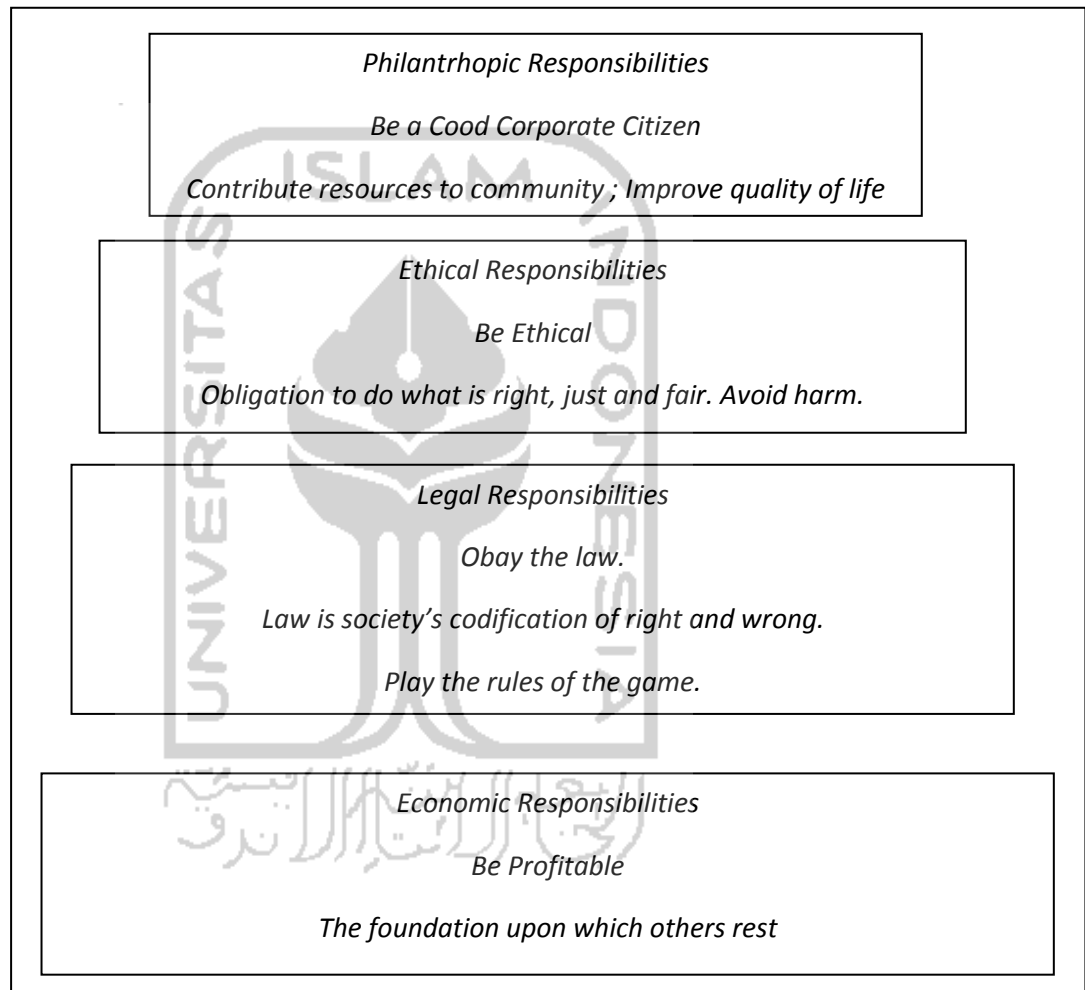 Philantrhopic Responsibilities
Be a Cood Corporate Citizen
Contribute resources to community ; Improve quality of life
Ethical Responsibilities
Be Ethical
Obligation to do what is right, just and fair. Avoid harm.
Legal Responsibilities
Obay the law.
Law is society’s codification of right and wrong.
Play the rules of the game.
Economic Responsibilities
Be Profitable
The foundation upon which others rest
UNIVERSITAS
ISLAM
INDONESIA